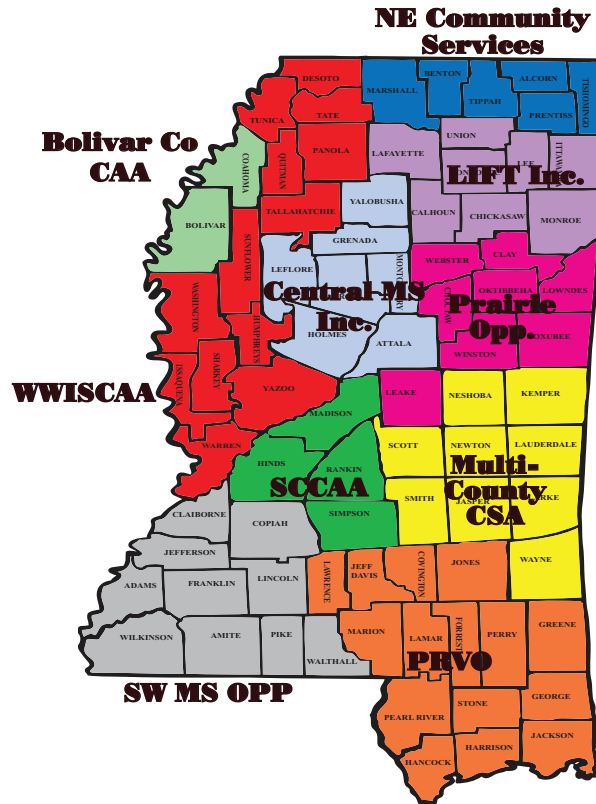 NE Community
Services
DESOTO
BENTON
ALCORN
MARSHALL
TISHOMINGO
TIPPAH
TUNICA
TATE
PRENTISS
Bolivar Co
CAA
UNION
PANOLA
LAFAYETTE
COAHOMA
QUITMAN
LEE
LIFT Inc.
YALOBUSHA
TALLAHATCHIE
CALHOUN
CHICKASAW
MONROE
BOLIVAR
GRENADA
SUNFLOWER
WEBSTER
CLAY
LEFLORE
OKTIBBEHA
LOWNDES
Central MS
Inc.
Prairie
Opp.
WASHINGTON
HUMPHREYS
HOLMES
ATTALA
WINSTON
ISSAQUENA
SHARKEY
WWISCAA
YAZOO
LEAKE
NESHOBA
KEMPER
MADISON
WARREN
SCOTT
NEWTON
LAUDERDALE
HINDS
RANKIN
Multi-
County
CSA
SCCAA
SMITH
JASPER
CLAIBORNE
COPIAH
SIMPSON
JEFFERSON
WAYNE
LAWRENCE
JEFF
DAVIS
COVINGTON
JONES
ADAMS
FRANKLIN
LINCOLN
WILKINSON
AMITE
PIKE
WALTHALL
MARION
LAMAR
FORREST
PERRY
GREENE
PRVO
SW MS OPP
PEARL RIVER
STONE
GEORGE
HANCOCK
HARRISON
JACKSON